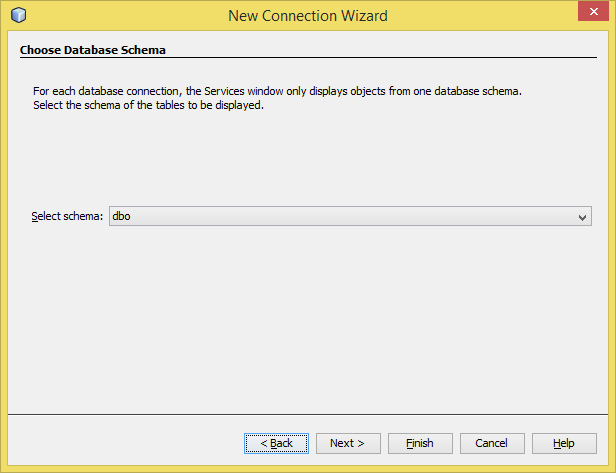 New Connection Wizard
Choose Database Schema
For each database connection, the Services window only displays objects from one database schema.
Select the schema of the tables to be displayed.
Select schema: dbo
< Back Next > Finish Cancel Help